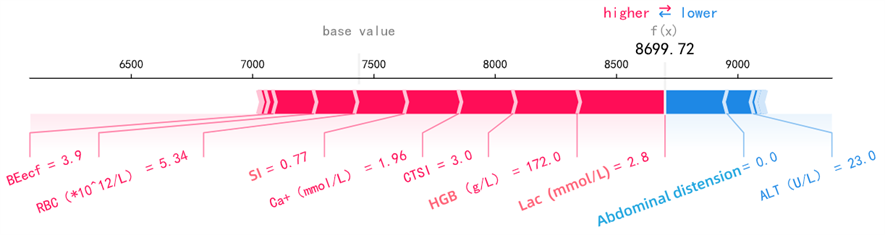 higher ⇄ lower
base value
f(x)
8699.72
6500 7000 7500 8000 8500 9000
BEecf = 3.9
RBC (*10^12/L) = 5.34
SI = 0.77
Ca+ (mmol/L) = 1.96
CTSI = 3.0
HGB (g/L) = 172.0
Lac (mmol/L) = 2.8
Abdominal distension = 0.0
ALT (U/L) = 23.0